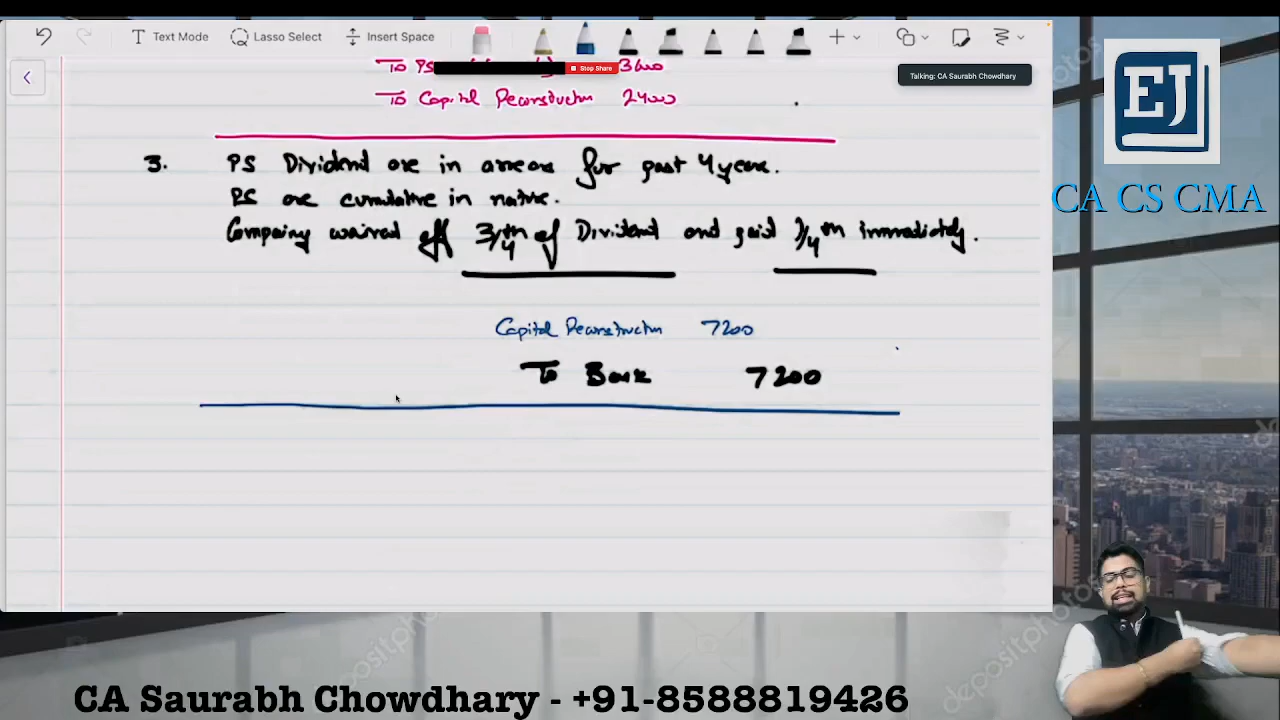 Text Mode
Lasso Select
Insert Space
To PS 3600
Stop Share
Talking: CA Saurabh Chowdhary
To Capital Reconstructn 2400
3. PS Dividend are in arrears for past 4 years.
PS are cumulative in nature.
Company waived off 3/4th of Dividend and paid 1/4th immediately.
Capital Reconstructn 7200
To Bank 7200
EJ
CA CS CMA
depositphotos
CA Saurabh Chowdhary - +91-8588819426